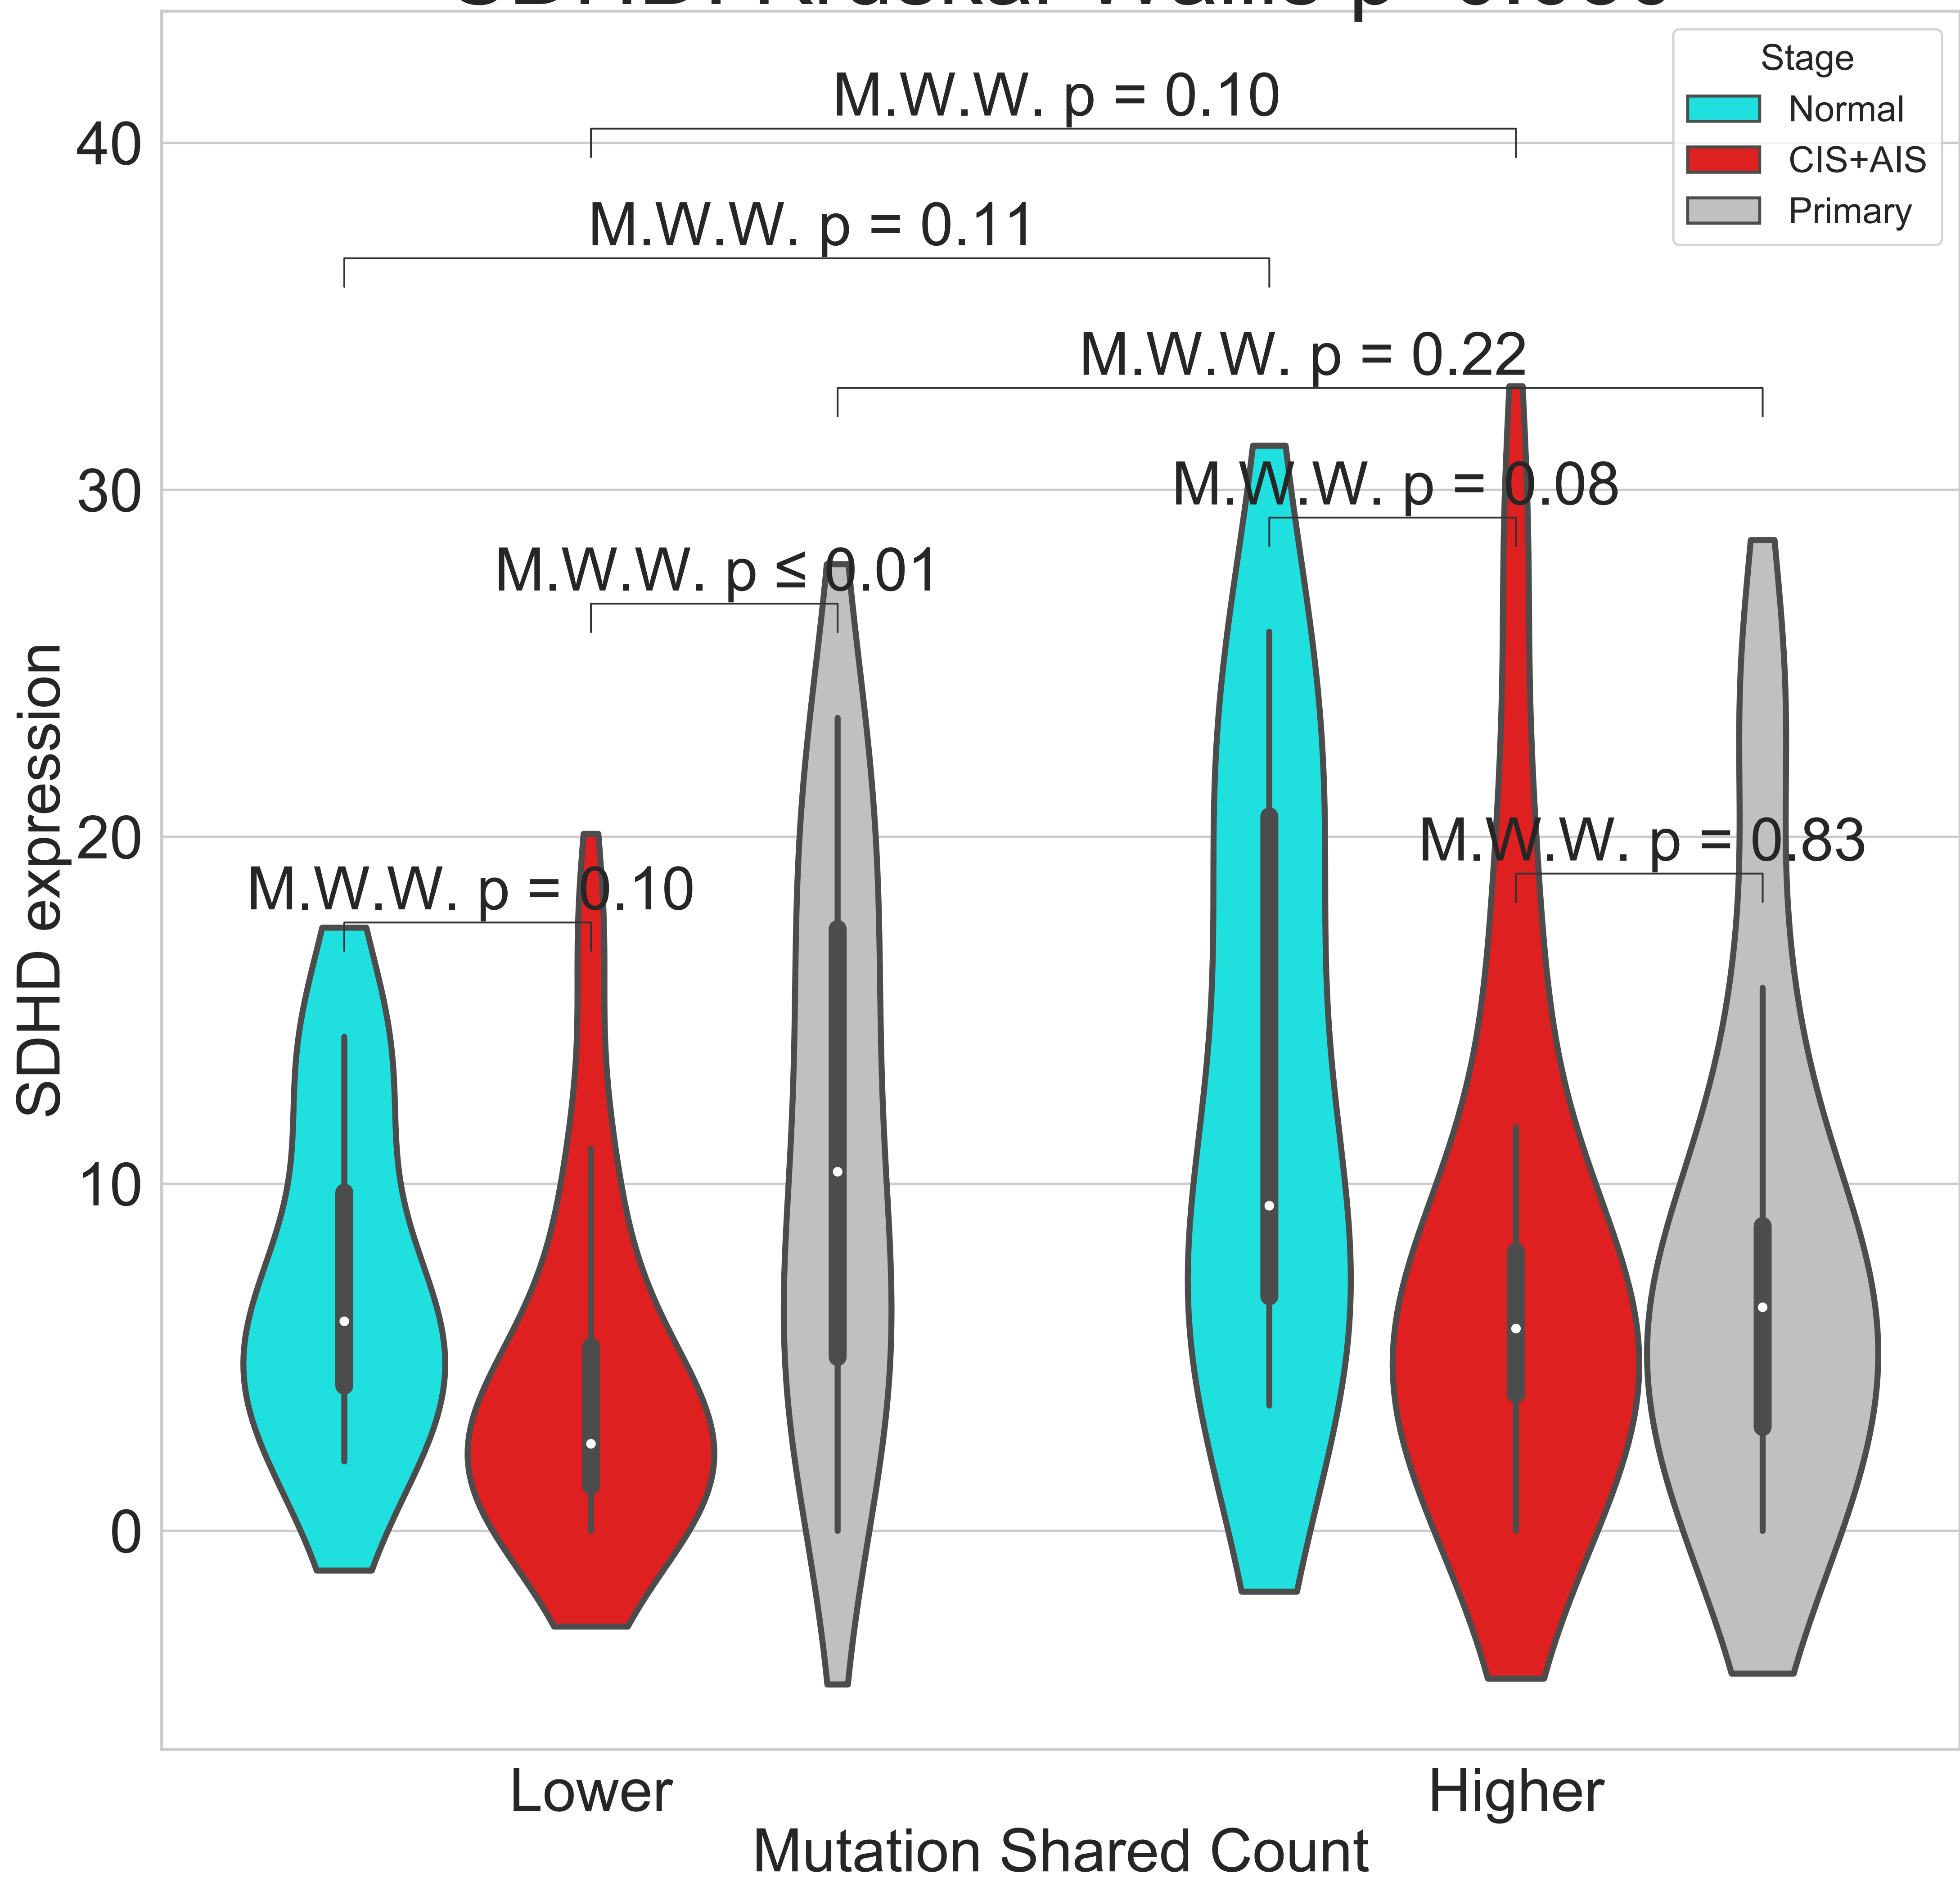 Stage
Normal
CIS+AIS
Primary
M.W.W. p = 0.10
M.W.W. p = 0.11
M.W.W. p = 0.22
M.W.W. p = 0.08
M.W.W. p ≤ 0.01
M.W.W. p = 0.83
M.W.W. p = 0.10
40
30
20
10
0
SDHD expression
Lower
Higher
Mutation Shared Count